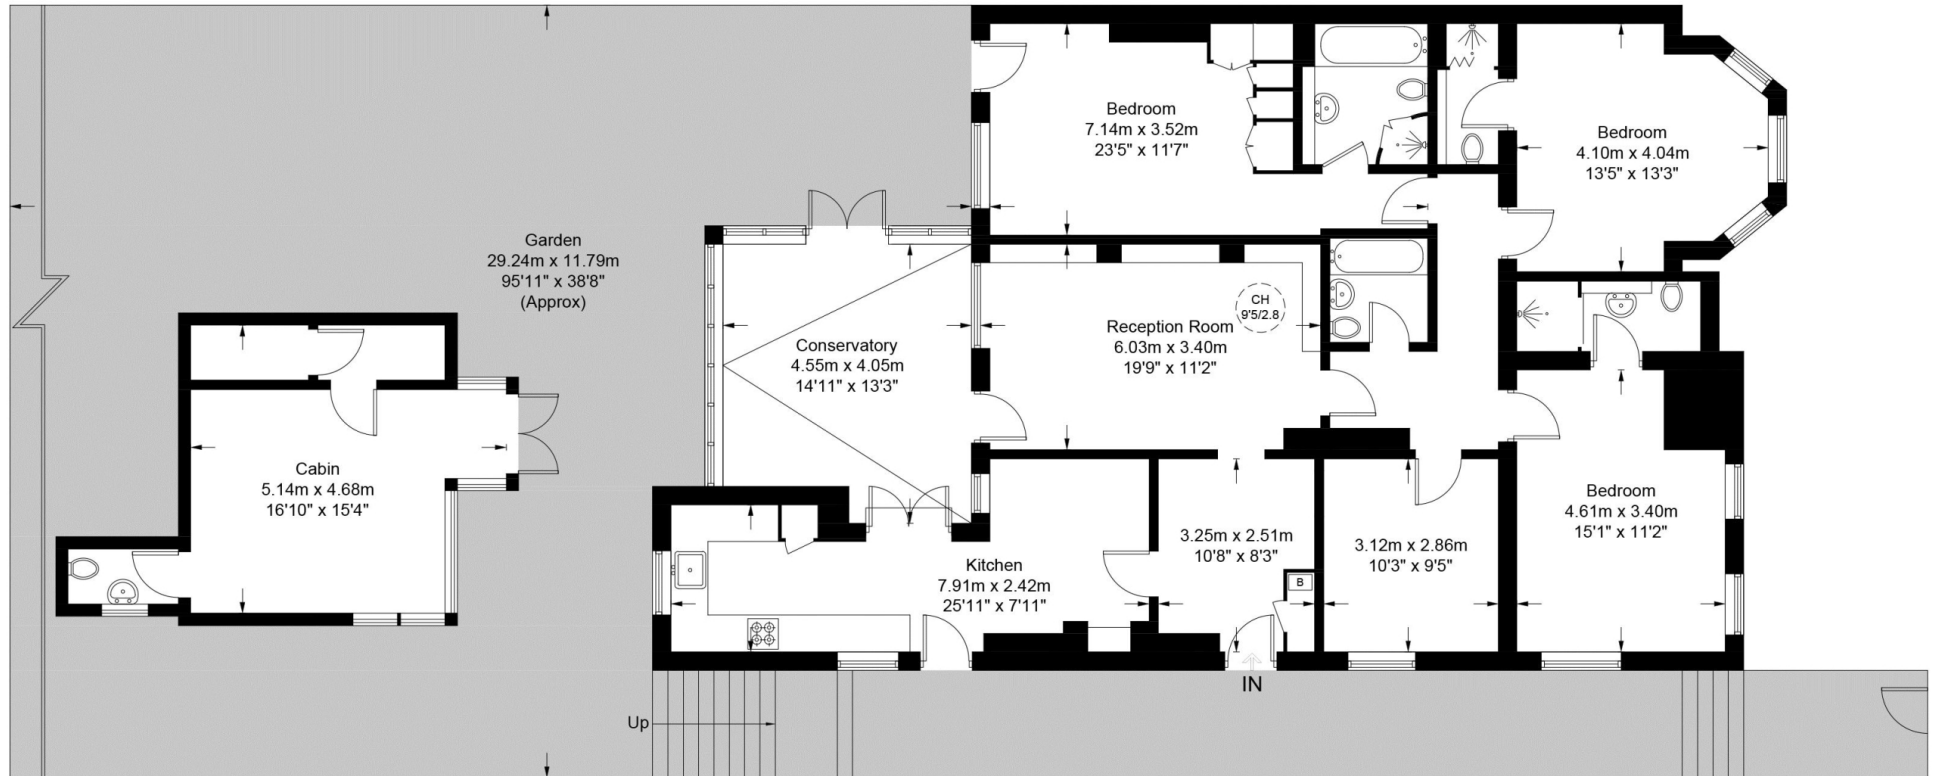 Bedroom
7.14m x 3.52m
23'5" x 11'7"
Bedroom
4.10m x 4.04m
13'5" x 13'3"
Garden
29.24m x 11.79m
95'11" x 38'8"
(Approx)
CH
9'5/2.8
Reception Room
6.03m x 3.40m
19'9" x 11'2"
Conservatory
4.55m x 4.05m
14'11" x 13'3"
Cabin
5.14m x 4.68m
16'10" x 15'4"
Kitchen
7.91m x 2.42m
25'11" x 7'11"
3.25m x 2.51m
10'8" x 8'3"
B
3.12m x 2.86m
10'3" x 9'5"
Bedroom
4.61m x 3.40m
15'1" x 11'2"
IN
Up